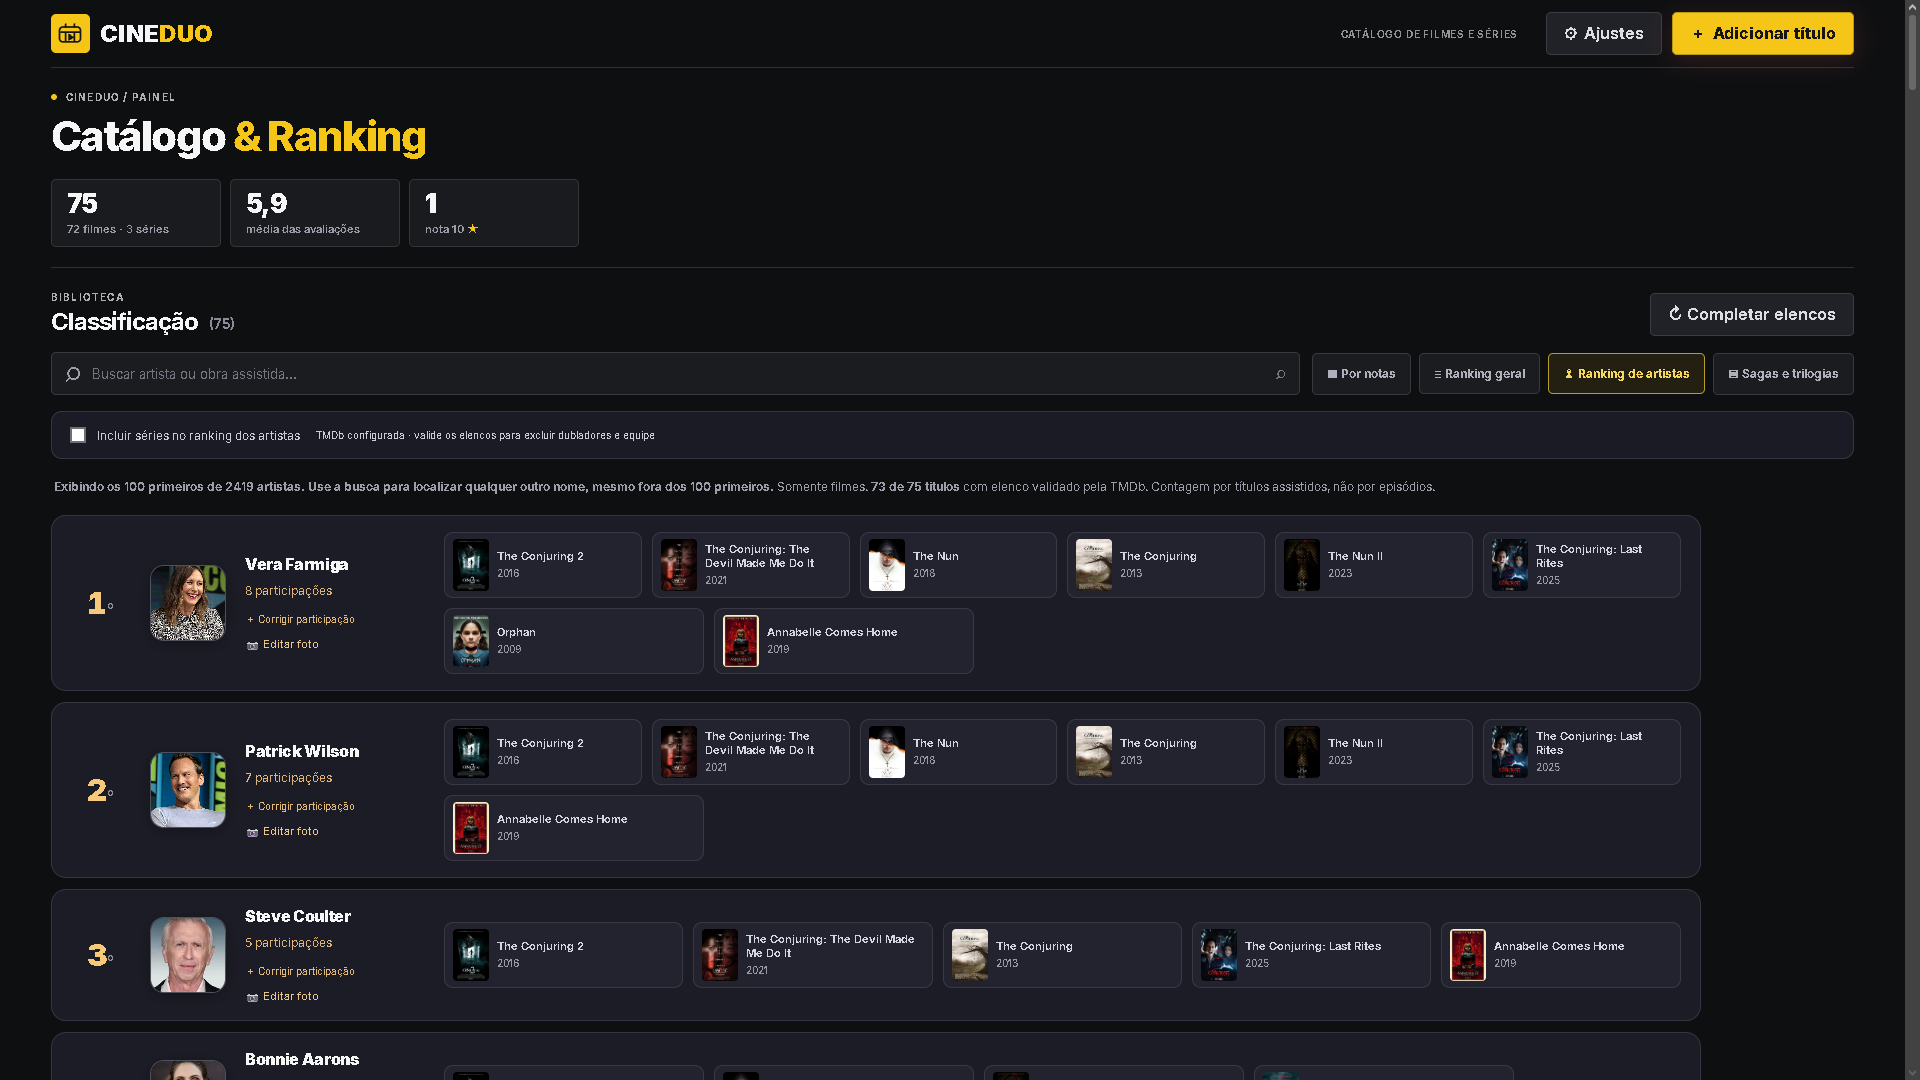 CINEDUO
CATÁLOGO DE FILMES E SÉRIES
⚙ Ajustes
+ Adicionar título
CINEDUO / PAINEL
Catálogo & Ranking
75
72 filmes · 3 séries
5,9
média das avaliações
1
nota 10 ★
BIBLIOTECA
Classificação (75)
↻ Completar elencos
Buscar artista ou obra assistida...
Por notas
Ranking geral
Ranking de artistas
Sagas e trilogias
Incluir séries no ranking dos artistas
TMDb configurada · valide os elencos para excluir dubladores e equipe
Exibindo os 100 primeiros de 2419 artistas. Use a busca para localizar qualquer outro nome, mesmo fora dos 100 primeiros. Somente filmes. 73 de 75 títulos com elenco validado pela TMDb. Contagem por títulos assistidos, não por episódios.
1º
Vera Farmiga
8 participações
+ Corrigir participação
Editar foto
The Conjuring 2
2016
The Conjuring: The
Devil Made Me Do It
2021
The Nun
2018
The Conjuring
2013
The Nun II
2023
The Conjuring: Last
Rites
2025
Orphan
2009
Annabelle Comes Home
2019
2º
Patrick Wilson
7 participações
+ Corrigir participação
Editar foto
The Conjuring 2
2016
The Conjuring: The
Devil Made Me Do It
2021
The Nun
2018
The Conjuring
2013
The Nun II
2023
The Conjuring: Last
Rites
2025
Annabelle Comes Home
2019
3º
Steve Coulter
5 participações
+ Corrigir participação
Editar foto
The Conjuring 2
2016
The Conjuring: The Devil Made
Me Do It
2021
The Conjuring
2013
The Conjuring: Last Rites
2025
Annabelle Comes Home
2019
Bonnie Aarons